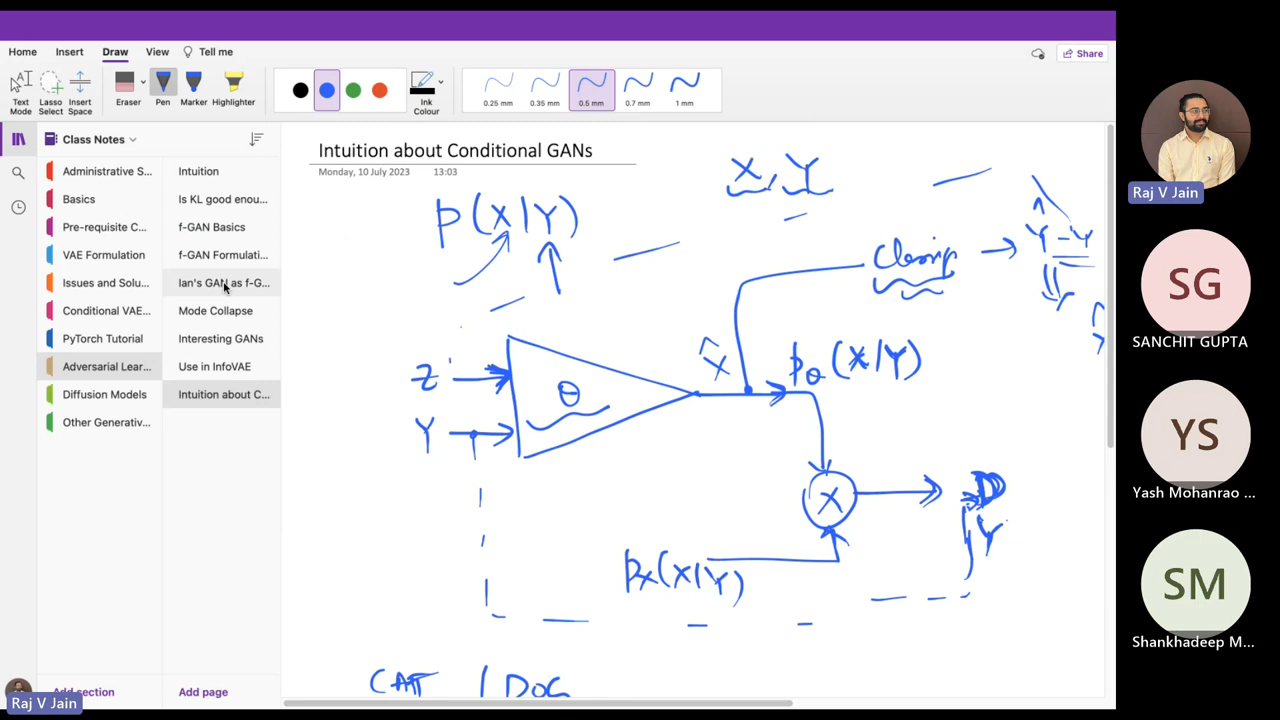 Home Insert Draw View Tell me
Share
Text Mode
Lasso Select
Insert Space
Eraser
Pen
Marker
Highlighter
Ink Colour
0.25 mm
0.35 mm
0.5 mm
0.7 mm
1 mm
Class Notes
Administrative S...
Basics
Pre-requisite C...
VAE Formulation
Issues and Solu...
Conditional VAE...
PyTorch Tutorial
Adversarial Lear...
Diffusion Models
Other Generativ...
Add section
Intuition
Is KL good enou...
f-GAN Basics
f-GAN Formulati...
Ian's GAN as f-G...
Mode Collapse
Interesting GANs
Use in InfoVAE
Intuition about C...
Add page
Intuition about Conditional GANs
Monday, 10 July 2023 13:03
X, Y
p(X|Y)
Ŷ - Y
X̂
pθ(X|Y)
Z
θ
Y
X
D
Y
px(X|Y)
CAT / DOG
Raj V Jain
Raj V Jain
SG
SANCHIT GUPTA
YS
Yash Mohanrao ...
SM
Shankhadeep M...